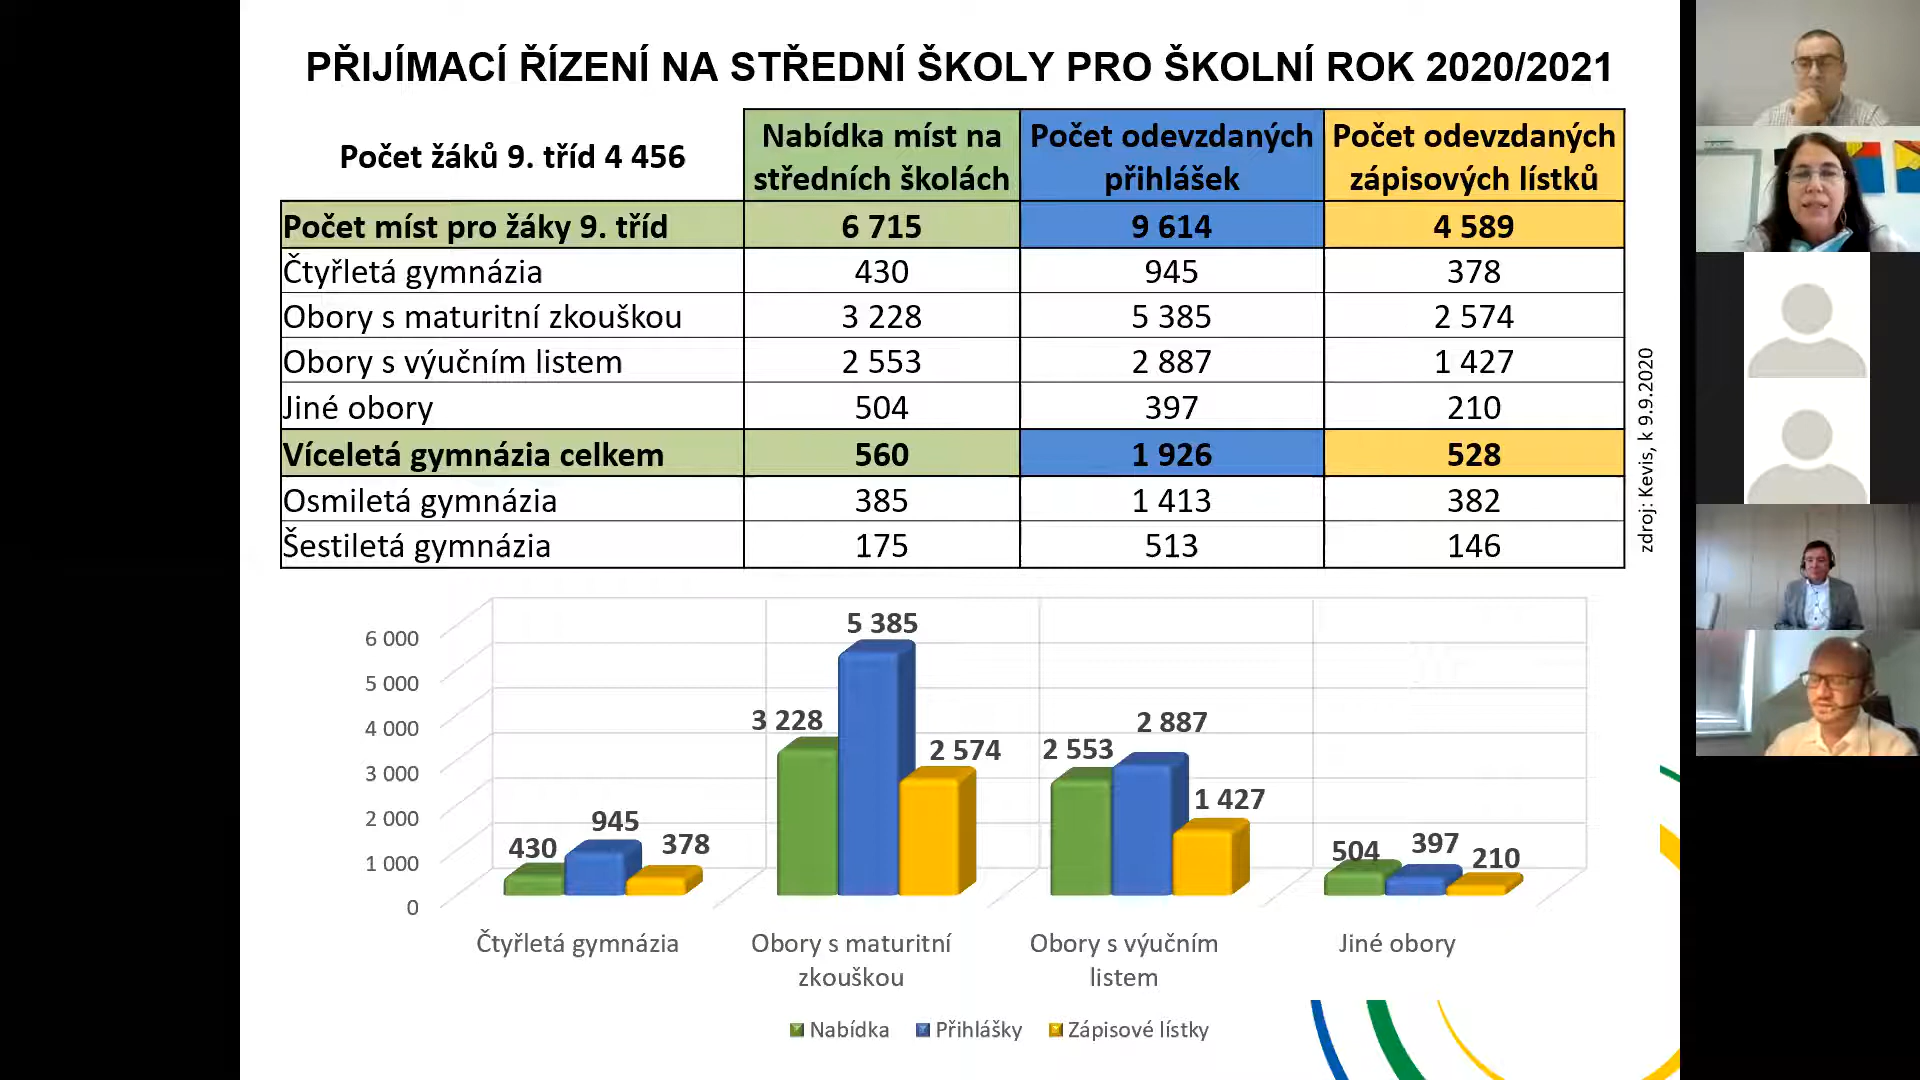 PŘIJÍMACÍ ŘÍZENÍ NA STŘEDNÍ ŠKOLY PRO ŠKOLNÍ ROK 2020/2021
Počet žáků 9. tříd 4 456
Nabídka míst na středních školách
Počet odevzdaných přihlášek
Počet odevzdaných zápisových lístků
Počet míst pro žáky 9. tříd 6 715 9 614 4 589
Čtyřletá gymnázia 430 945 378
Obory s maturitní zkouškou 3 228 5 385 2 574
Obory s výučním listem 2 553 2 887 1 427
Jiné obory 504 397 210
Víceletá gymnázia celkem 560 1 926 528
Osmiletá gymnázia 385 1 413 382
Šestiletá gymnázia 175 513 146
zdroj: Kevis, k 9.9.2020
6 000
5 000
4 000
3 000
2 000
1 000
0
430 945 378
3 228 5 385 2 574
2 553 2 887 1 427
504 397 210
Čtyřletá gymnázia
Obory s maturitní
zkouškou
Obory s výučním
listem
Jiné obory
Nabídka Přihlášky Zápisové lístky